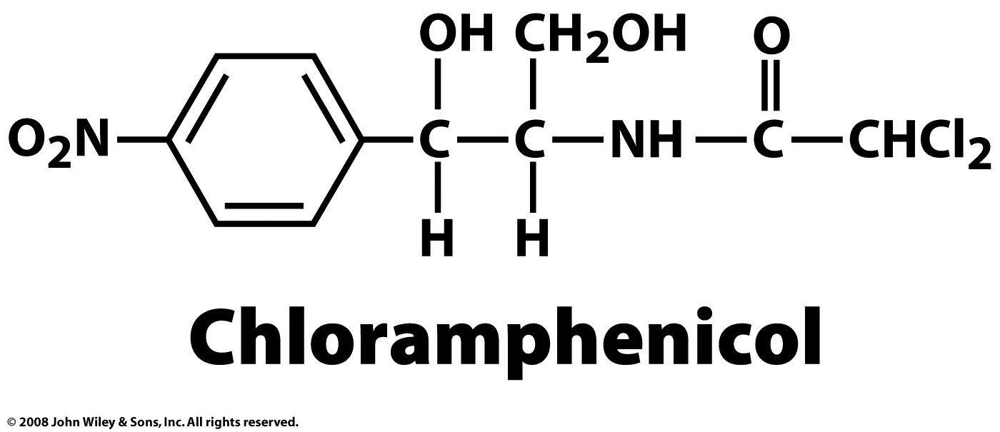 OH CH₂OH O
O₂N C C NH C CHCl₂
H H
Chloramphenicol
© 2008 John Wiley & Sons, Inc. All rights reserved.